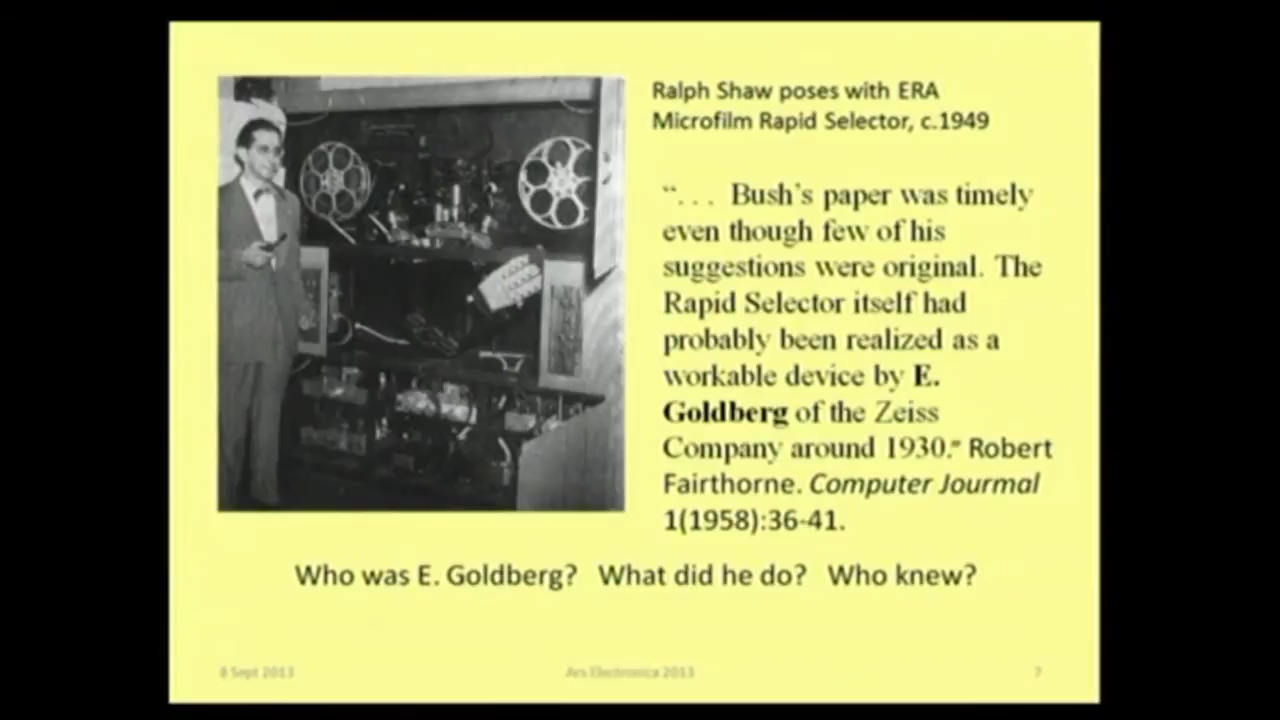 Ralph Shaw poses with ERA
Microfilm Rapid Selector, c.1949
“. . .  Bush’s paper was timely
even though few of his
suggestions were original. The
Rapid Selector itself had
probably been realized as a
workable device by E.
Goldberg of the Zeiss
Company around 1930.” Robert
Fairthorne. Computer Jourmal
1(1958):36-41.
Who was E. Goldberg?   What did he do?   Who knew?
8 Sept 2013
Ars Electronica 2013
7